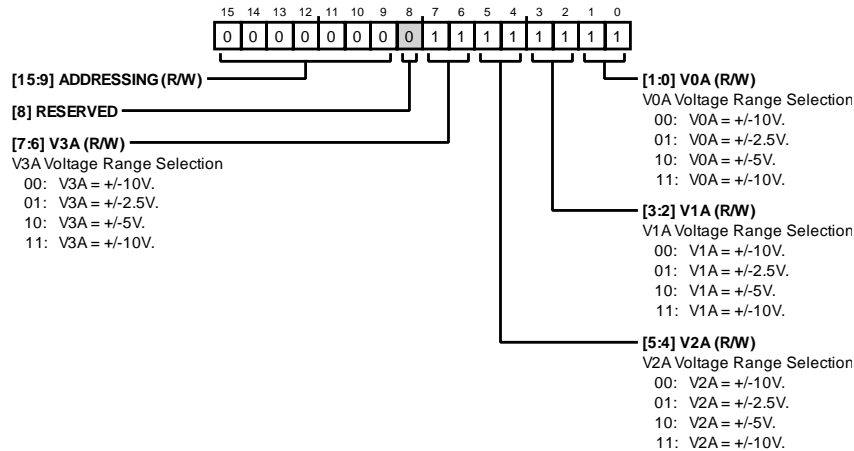 15 14 13 12 11 10 9 8 7 6 5 4 3 2 1 0
0 0 0 0 0 0 0 0 1 1 1 1 1 1 1 1
[15:9] ADDRESSING (R/W)
[8] RESERVED
[7:6] V3A (R/W)
V3A Voltage Range Selection
00: V3A = +/-10V.
01: V3A = +/-2.5V.
10: V3A = +/-5V.
11: V3A = +/-10V.
[1:0] V0A (R/W)
V0A Voltage Range Selection
00: V0A = +/-10V.
01: V0A = +/-2.5V.
10: V0A = +/-5V.
11: V0A = +/-10V.
[3:2] V1A (R/W)
V1A Voltage Range Selection
00: V1A = +/-10V.
01: V1A = +/-2.5V.
10: V1A = +/-5V.
11: V1A = +/-10V.
[5:4] V2A (R/W)
V2A Voltage Range Selection
00: V2A = +/-10V.
01: V2A = +/-2.5V.
10: V2A = +/-5V.
11: V2A = +/-10V.